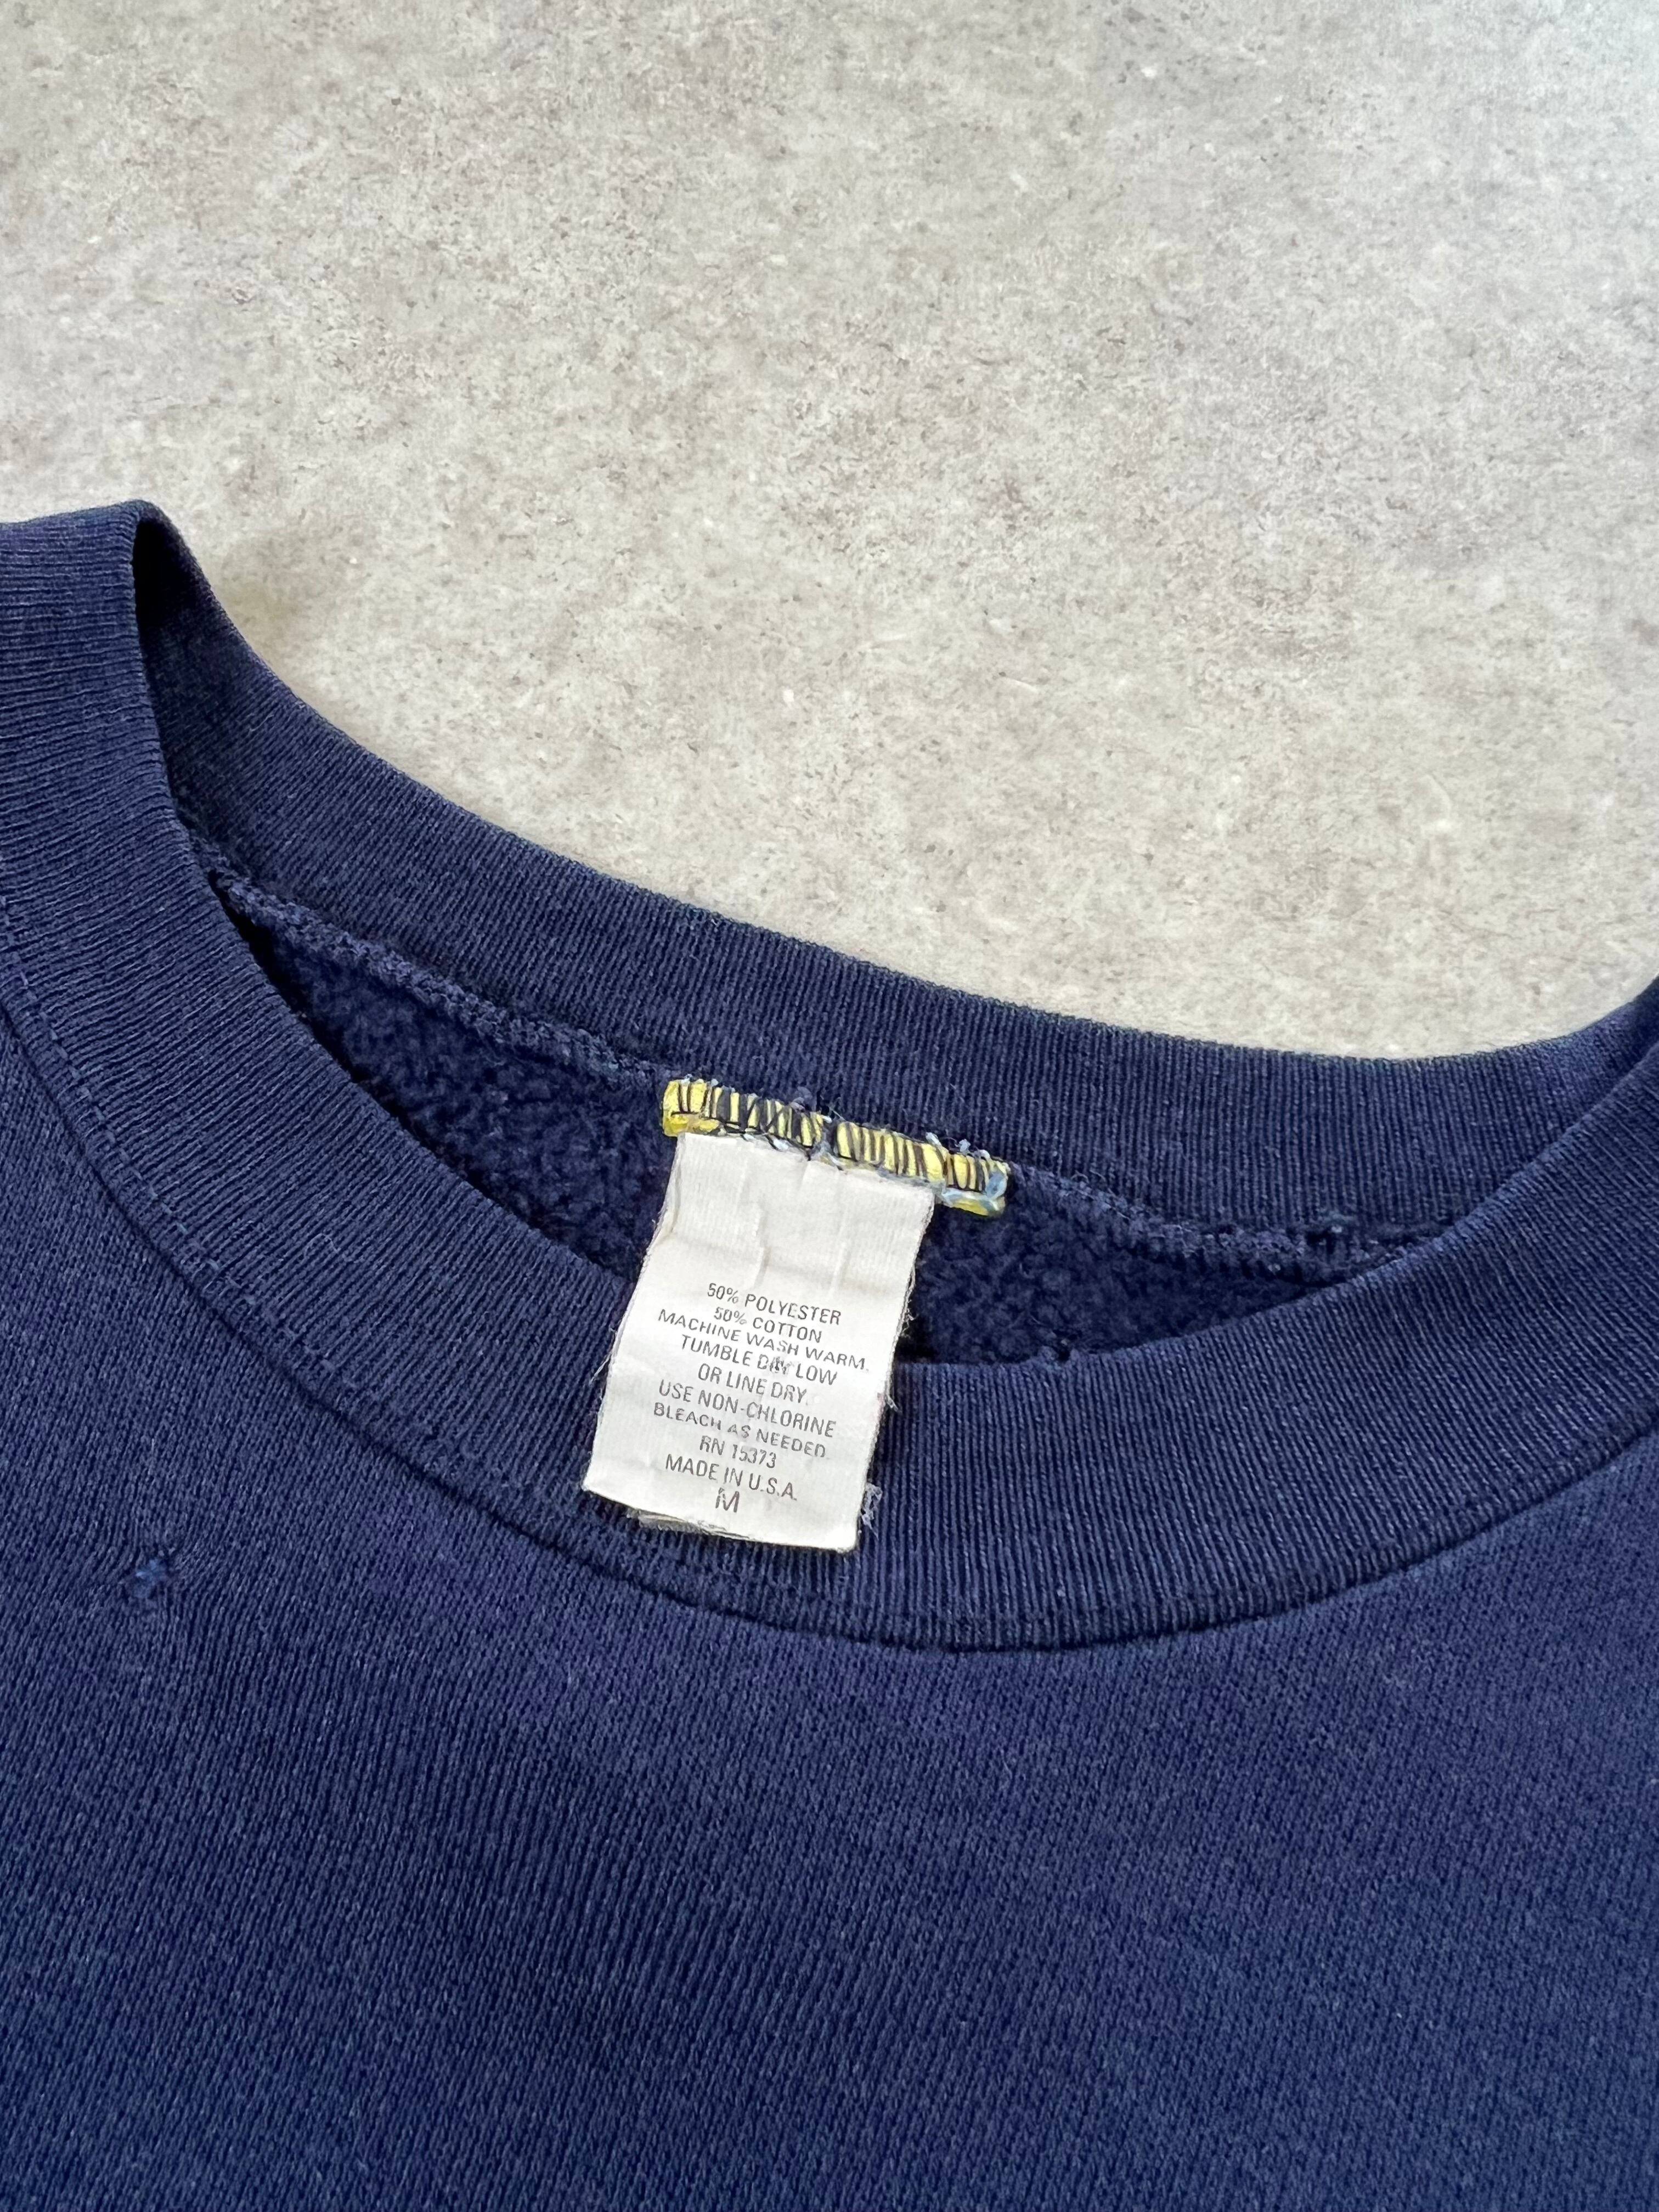 50% POLYESTER
50% COTTON
MACHINE WASH WARM.
TUMBLE DRY LOW
OR LINE DRY.
USE NON-CHLORINE
BLEACH AS NEEDED.
RN 15373
MADE IN U.S.A.
M